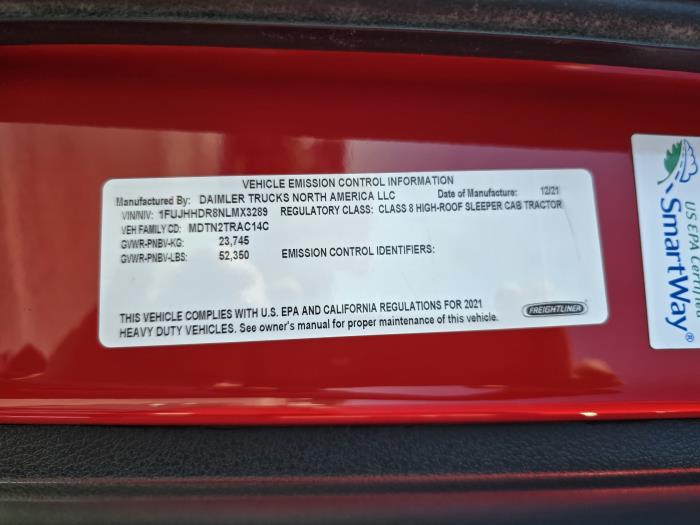 VEHICLE EMISSION CONTROL INFORMATION
Manufactured By: DAIMLER TRUCKS NORTH AMERICA LLC Date of Manufacture: 12/21
VIN/NIV: 1FUJHHDR8NLMX3289 REGULATORY CLASS: CLASS 8 HIGH-ROOF SLEEPER CAB TRACTOR
VEH FAMILY CD: MDTN2TRAC14C
GVWR-PNBV-KG: 23,745
GVWR-PNBV-LBS: 52,350 EMISSION CONTROL IDENTIFIERS:
THIS VEHICLE COMPLIES WITH U.S. EPA AND CALIFORNIA REGULATIONS FOR 2021
HEAVY DUTY VEHICLES. See owner's manual for proper maintenance of this vehicle.
FREIGHTLINER
US EPA Certified
SmartWay®